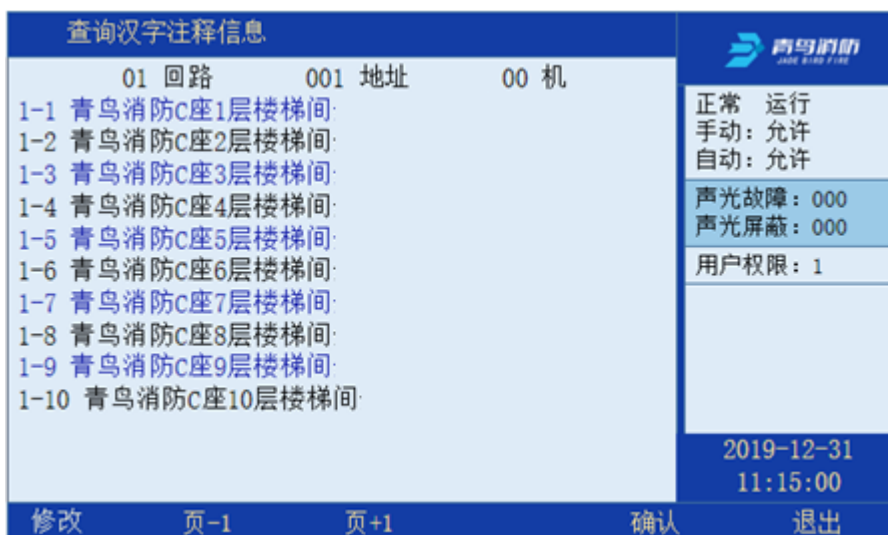 查询汉字注释信息
01 回路 001 地址 00 机
1-1 青鸟消防C座1层楼梯间
1-2 青鸟消防C座2层楼梯间
1-3 青鸟消防C座3层楼梯间
1-4 青鸟消防C座4层楼梯间
1-5 青鸟消防C座5层楼梯间
1-6 青鸟消防C座6层楼梯间
1-7 青鸟消防C座7层楼梯间
1-8 青鸟消防C座8层楼梯间
1-9 青鸟消防C座9层楼梯间
1-10 青鸟消防C座10层楼梯间
青鸟消防
JADE BIRD FIRE
正常 运行
手动：允许
自动：允许
声光故障：000
声光屏蔽：000
用户权限：1
2019-12-31
11:15:00
修改 页-1 页+1 确认 退出